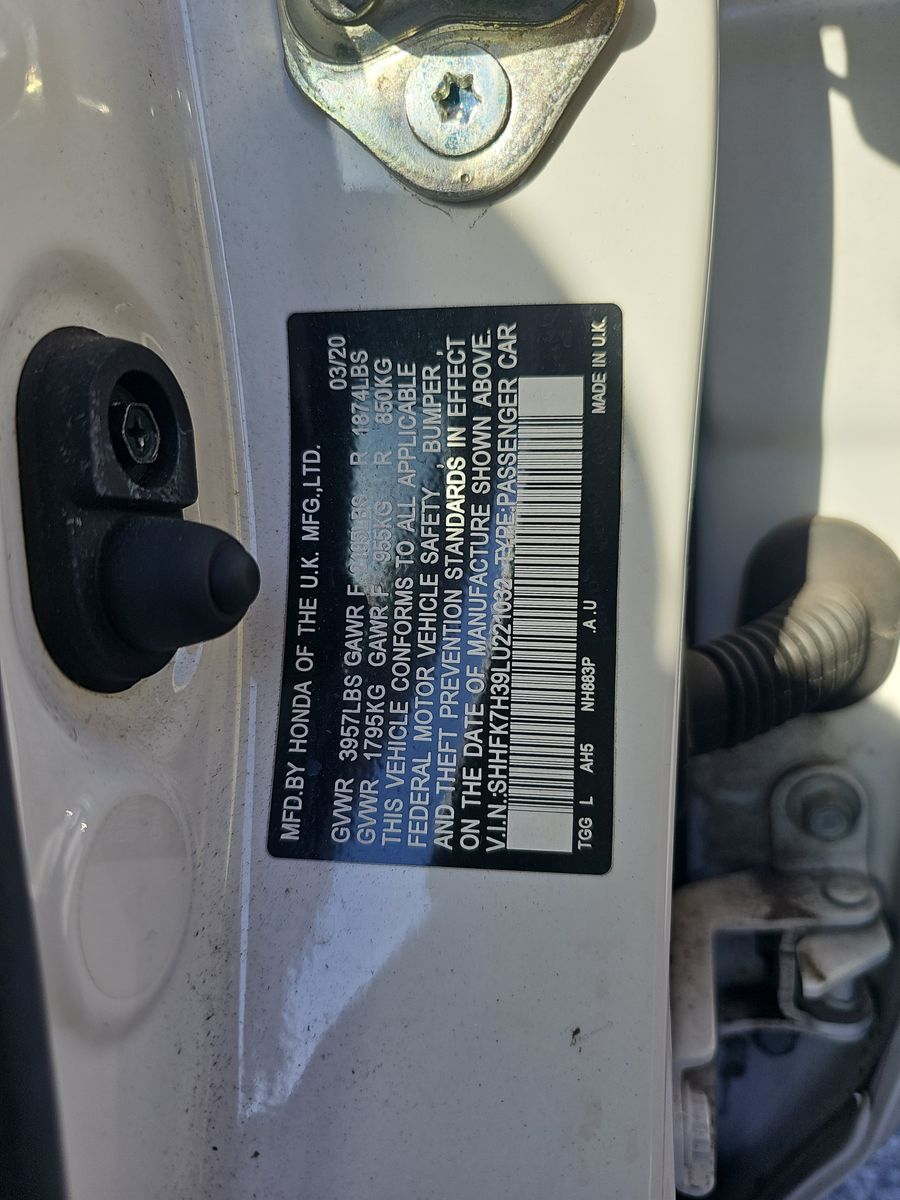 MFD.BY HONDA OF THE U.K. MFG.,LTD. 03/20
GVWR 3957LBS GAWR F R 1874LBS
GVWR 1795KG GAWR F 955KG R 850KG
THIS VEHICLE CONFORMS TO ALL APPLICABLE
FEDERAL MOTOR VEHICLE SAFETY , BUMPER ,
AND THEFT PREVENTION STANDARDS IN EFFECT
ON THE DATE OF MANUFACTURE SHOWN ABOVE.
V.I.N.:SHHFK7H39LU221032 TYPE:PASSENGER CAR
TGG L AH5 NH883P .A U MADE IN U.K.